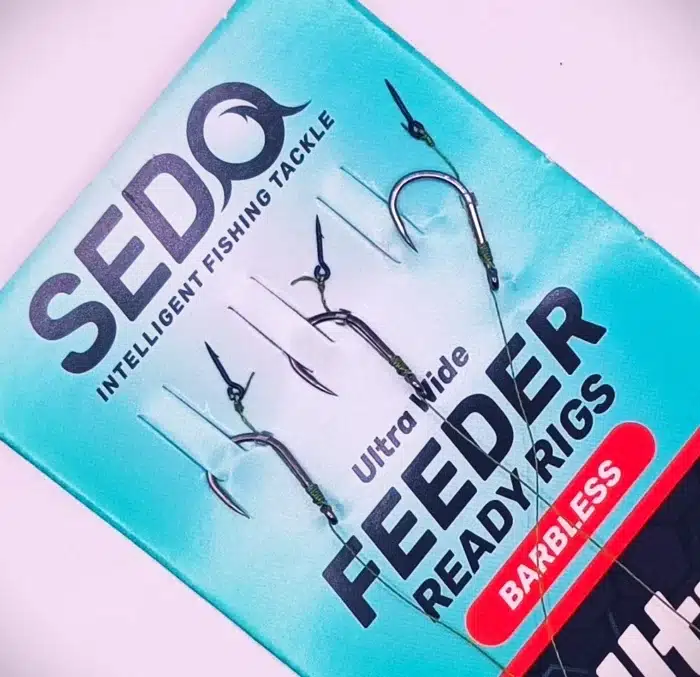 SEDO
INTELLIGENT FISHING TACKLE
Ultra Wide
FEEDER
READY RIGS
BARBLESS